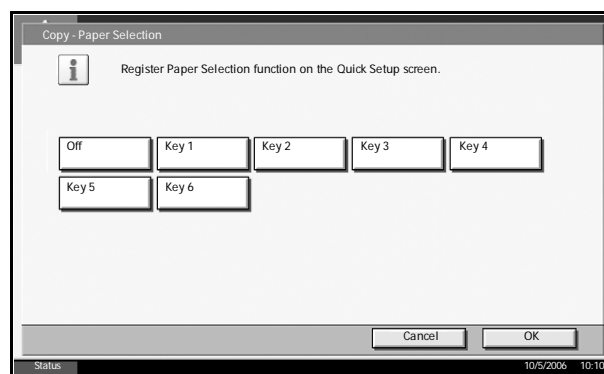 Copy - Paper Selection
Register Paper Selection function on the Quick Setup screen.
Off Key 1 Key 2 Key 3 Key 4
Key 5 Key 6
Cancel OK
Status 10/5/2006 10:10